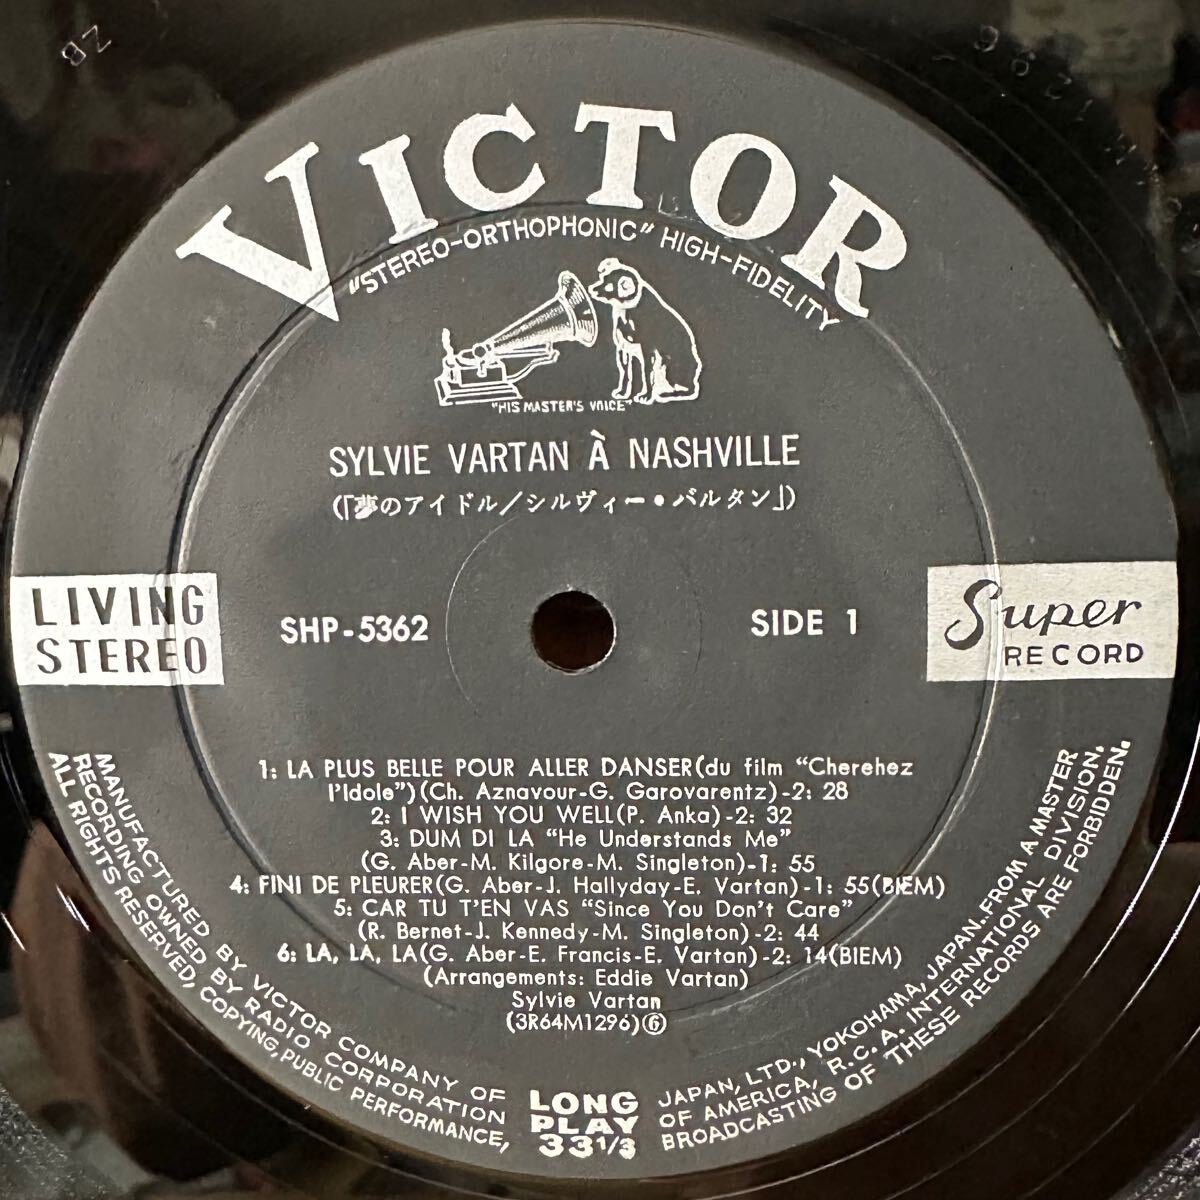 VICTOR
"STEREO-ORTHOPHONIC" HIGH-FIDELITY
"HIS MASTER'S VOICE"
SYLVIE VARTAN À NASHVILLE
(「夢のアイドル/シルヴィー・バルタン」)
LIVING
STEREO
SHP-5362
SIDE 1
Super
RECORD
1: LA PLUS BELLE POUR ALLER DANSER(du film "Cherehez
l'Idole")(Ch. Aznavour-G. Garovarentz)-2: 28
2: I WISH YOU WELL(P. Anka)-2: 32
3: DUM DI LA "He Understands Me"
(G. Aber-M. Kilgore-M. Singleton)-1: 55
4: FINI DE PLEURER(G. Aber-J. Hallyday-E. Vartan)-1: 55(BIEM)
5: CAR TU T'EN VAS "Since You Don't Care"
(R. Bernet-J. Kennedy-M. Singleton)-2: 44
6: LA, LA, LA(G. Aber-E. Francis-E. Vartan)-2: 14(BIEM)
(Arrangements: Eddie Vartan)
Sylvie Vartan
(3R64M1296)⑥
MANUFACTURED BY VICTOR COMPANY OF JAPAN, LTD., YOKOHAMA, JAPAN. FROM A MASTER
RECORDING OWNED BY RADIO CORPORATION OF AMERICA, R.C.A. INTERNATIONAL DIVISION.
ALL RIGHTS RESERVED, COPYING, PUBLIC PERFORMANCE, BROADCASTING OF THESE RECORDS ARE FORBIDDEN.
LONG
PLAY
33 1/3